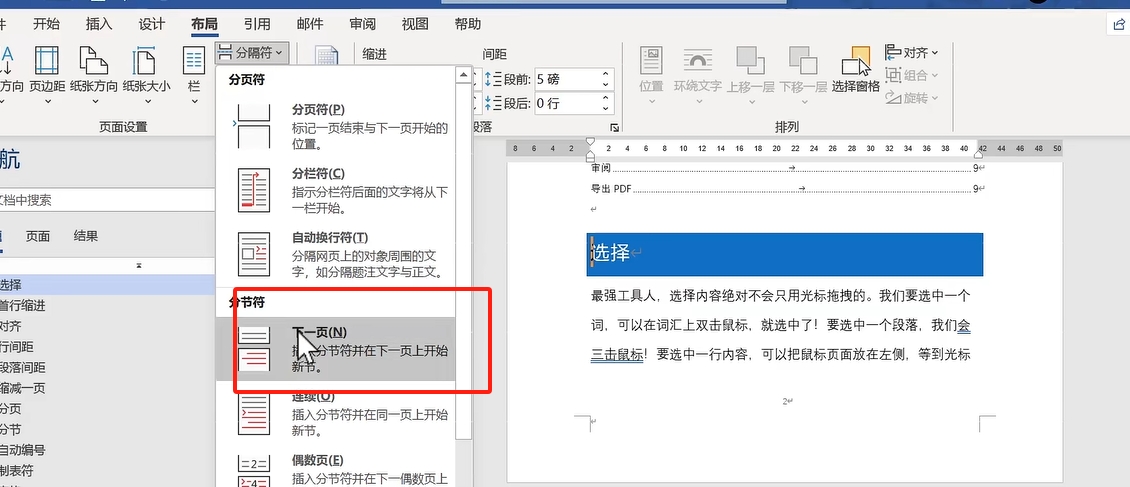 开始 插入 设计 布局 引用 邮件 审阅 视图 帮助
分隔符
缩进 间距
方向 页边距 纸张方向 纸张大小 栏
段前: 5 磅
段后: 0 行
位置 环绕文字 上移一层 下移一层 选择窗格
对齐
组合
旋转
页面设置 段落 排列
分页符
分页符(P)
标记一页结束与下一页开始的
位置。
分栏符(C)
指示分栏符后面的文字将从下
一栏开始。
自动换行符(T)
分隔网页上的对象周围的文
字，如分隔题注文字与正文。
分节符
下一页(N)
插入分节符并在下一页上开始
新节。
连续(O)
插入分节符并在同一页上开始
新节。
偶数页(E)
插入分节符并在下一偶数页上
航
文档中搜索
页面 结果
选择
首行缩进
对齐
行间距
段落间距
缩减一页
分页
分节
自动编号
制表符
8 6 4 2 2 4 6 8 10 12 14 16 18 20 22 24 26 28 30 32 34 36 38 40 42 44 46 48 50
审阅 9
导出 PDF 9
选择
最强工具人，选择内容绝对不会只用光标拖拽的。我们要选中一个
词，可以在词汇上双击鼠标，就选中了！要选中一个段落，我们会
三击鼠标！要选中一行内容，可以把鼠标页面放在左侧，等到光标
2